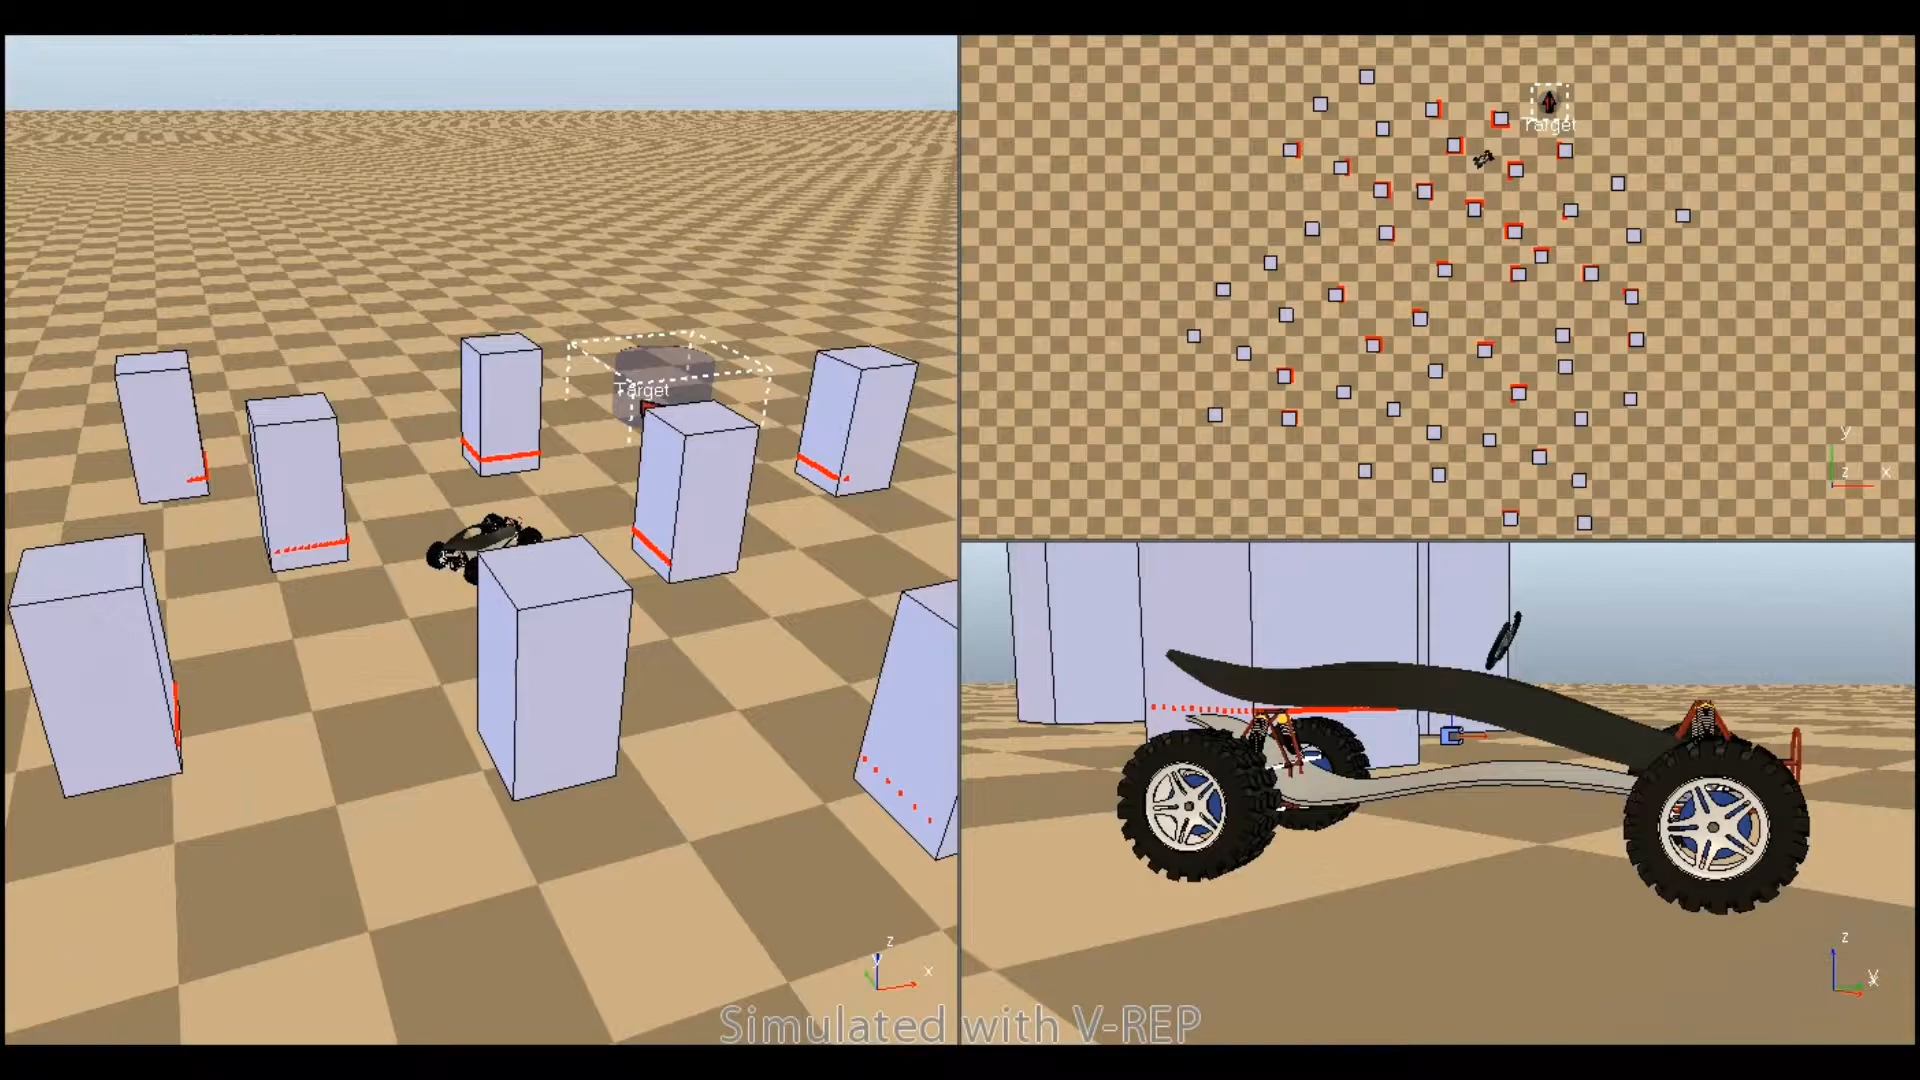 Target
z
y
x
Target
y
z
x
z
y
x
Simulated with V-REP